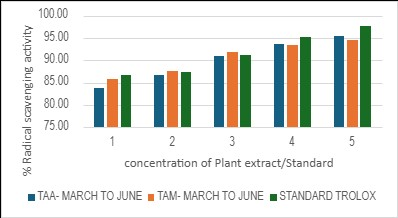 % Radical scavenging activity
100.00
95.00
90.00
85.00
80.00
75.00
1 2 3 4 5
concentration of Plant extract/Standard
TAA- MARCH TO JUNE TAM- MARCH TO JUNE STANDARD TROLOX